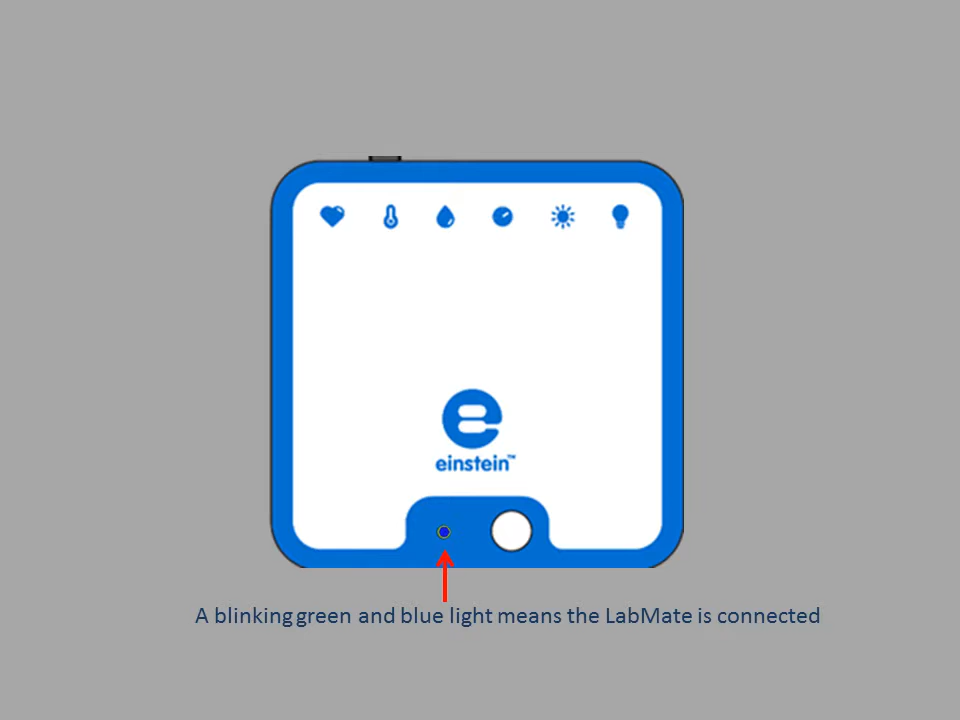 einstein™
A blinking green and blue light means the LabMate is connected